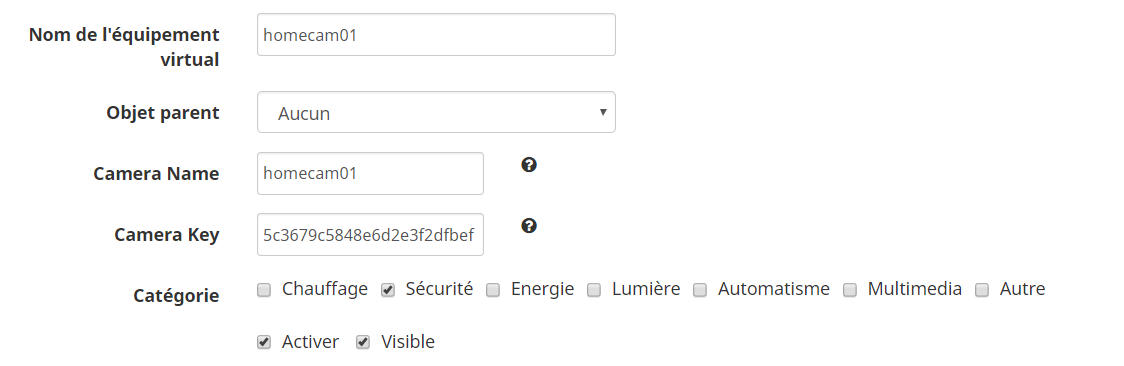 Nom de l'équipement virtual
homecam01
Objet parent
Aucun
Camera Name
homecam01
Camera Key
5c3679c5848e6d2e3f2dfbef
Catégorie
Chauffage Sécurité Energie Lumière Automatisme Multimedia Autre
Activer Visible